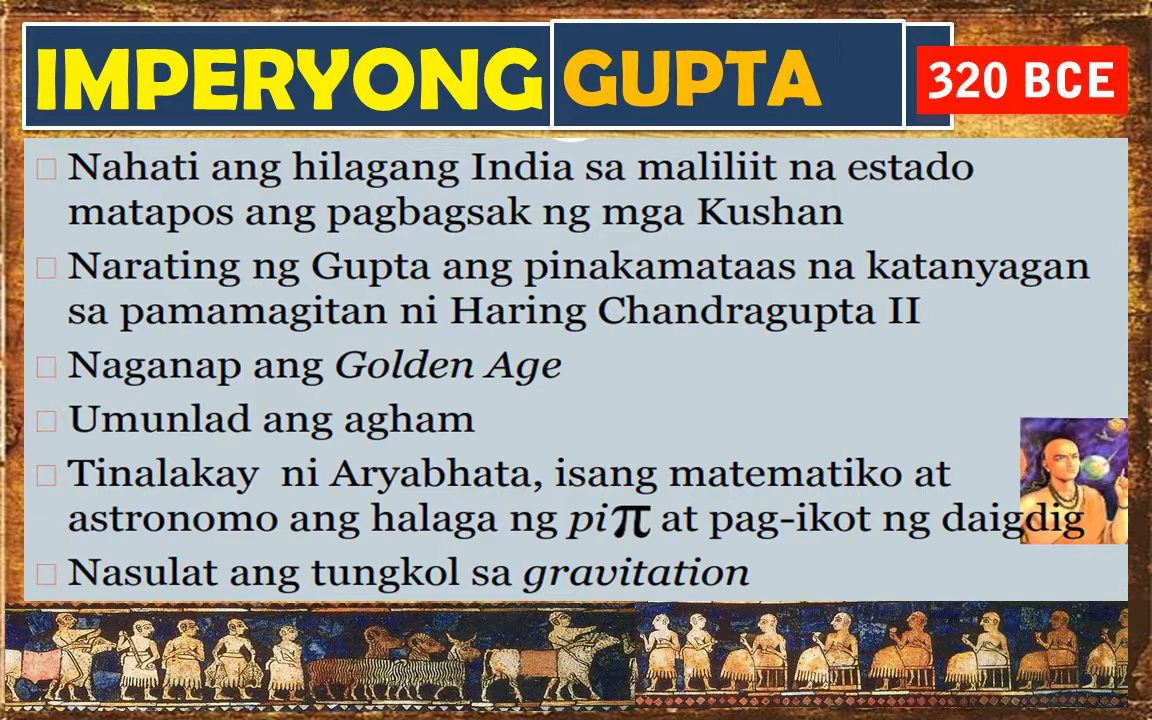 IMPERYONG GUPTA 320 BCE
Nahati ang hilagang India sa maliliit na estado
matapos ang pagbagsak ng mga Kushan
Narating ng Gupta ang pinakamataas na katanyagan
sa pamamagitan ni Haring Chandragupta II
Naganap ang Golden Age
Umunlad ang agham
Tinalakay ni Aryabhata, isang matematiko at
astronomo ang halaga ng pi π at pag-ikot ng daigdig
Nasulat ang tungkol sa gravitation